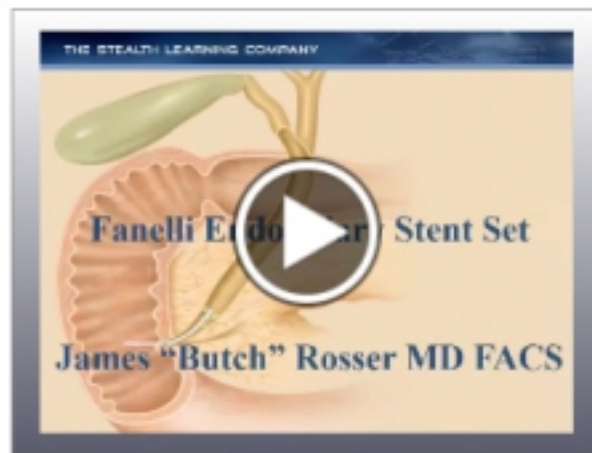 THE STEALTH LEARNING COMPANY
Fanelli Stent Set
James “Butch” Rosser MD FACS